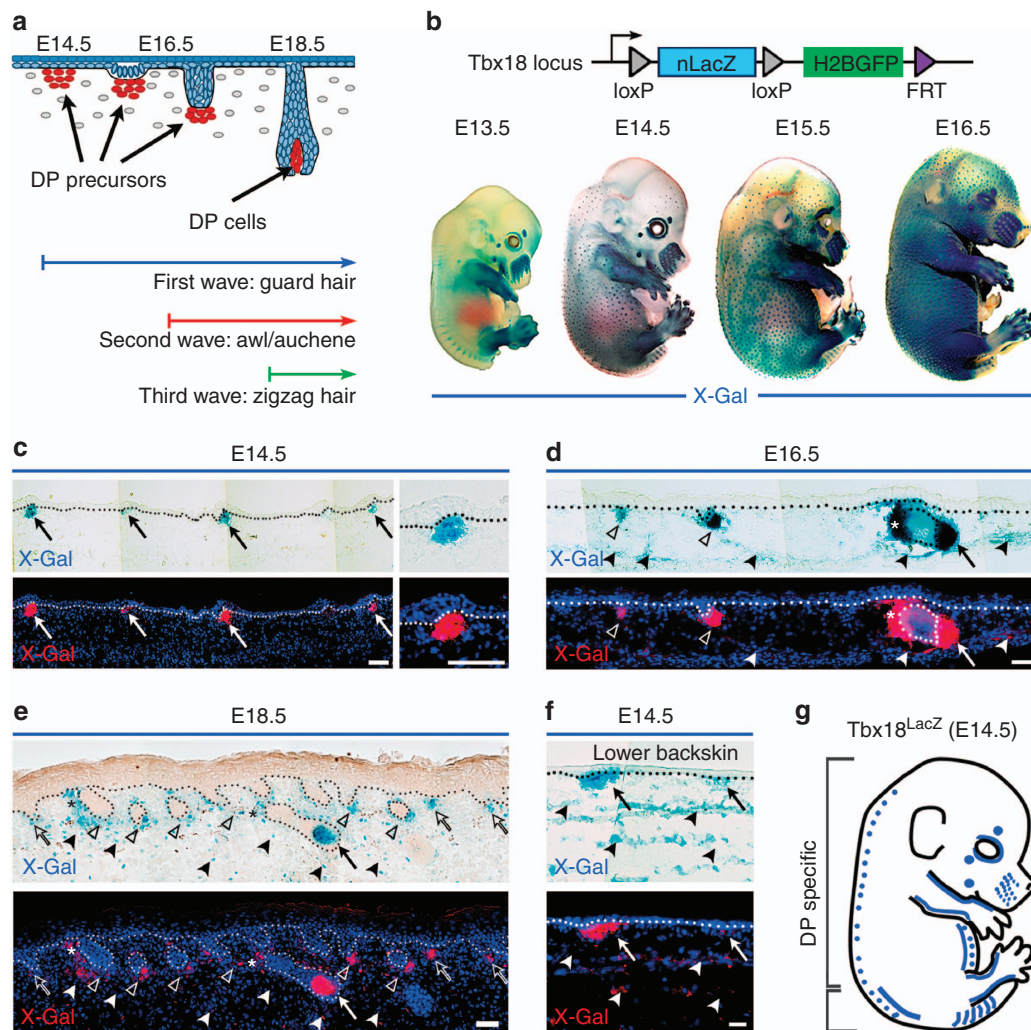 a
E14.5 E16.5 E18.5
DP precursors
DP cells
First wave: guard hair
Second wave: awl/auchene
Third wave: zigzag hair
b
Tbx18 locus
nLacZ
H2BGFP
loxP loxP FRT
E13.5 E14.5 E15.5 E16.5
X-Gal
c
E14.5
X-Gal
X-Gal
d
E16.5
*
X-Gal
*
X-Gal
e
E18.5
* *
X-Gal
* *
X-Gal
f
E14.5
Lower backskin
X-Gal
X-Gal
g
Tbx18LacZ (E14.5)
DP specific